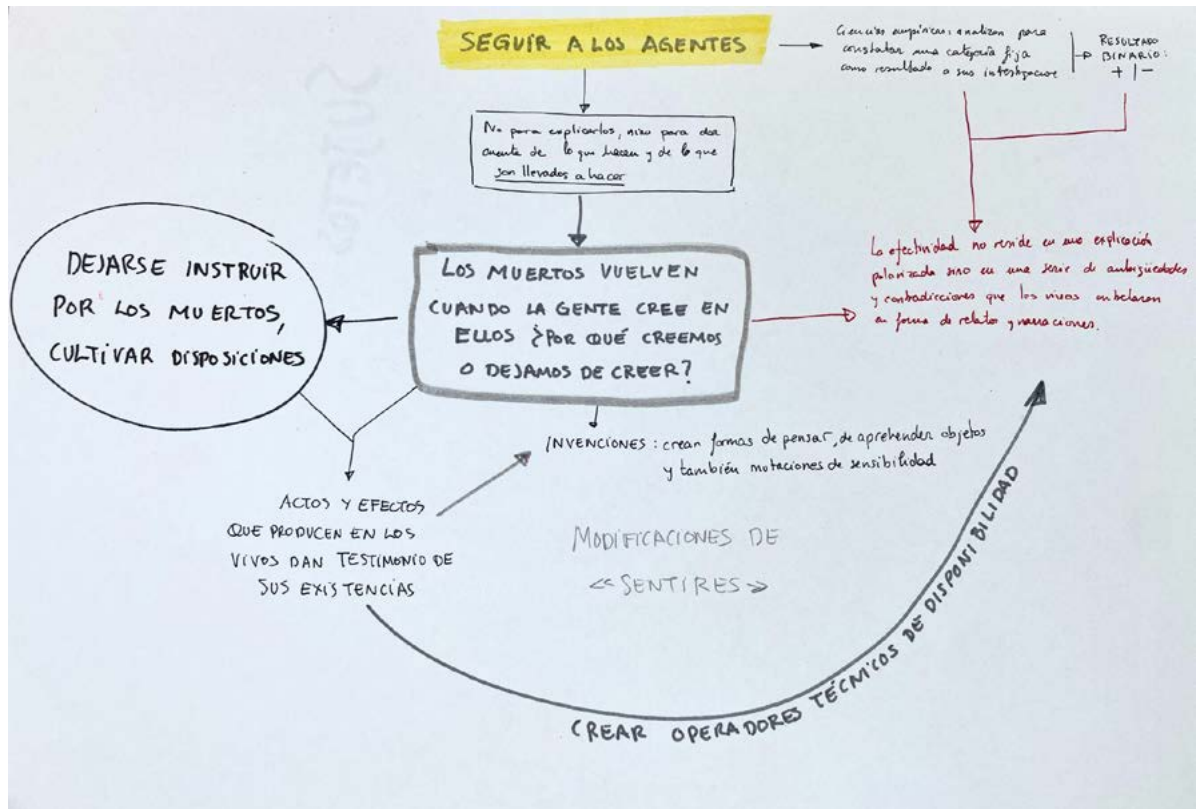 SEGUIR A LOS AGENTES
Ciencias empíricas: analizan para
constatar una categoría fija
como resultado a sus
RESULTADO
BINARIO:
+ | -
No para explicarlos, sino para dar
cuenta de lo que hacen y de lo que
son llevados a hacer
DEJARSE INSTRUIR
POR LOS MUERTOS,
CULTIVAR DISPOSICIONES
LOS MUERTOS VUELVEN
CUANDO LA GENTE CREE EN
ELLOS ¿POR QUÉ CREEMOS
O DEJAMOS DE CREER?
La efectividad no reside en una explicación
polarizada sino en una serie de ambigüedades
y contradicciones que los vivos
en forma de relatos y narraciones.
INVENCIONES: crean formas de pensar, de aprehender objetos
y también mutaciones de sensibilidad
ACTOS Y EFECTOS
QUE PRODUCEN EN LOS
VIVOS DAN TESTIMONIO DE
SUS EXISTENCIAS
MODIFICACIONES DE
<<SENTIRES>>
CREAR OPERADORES TÉCNICOS DE DISPONIBILIDAD